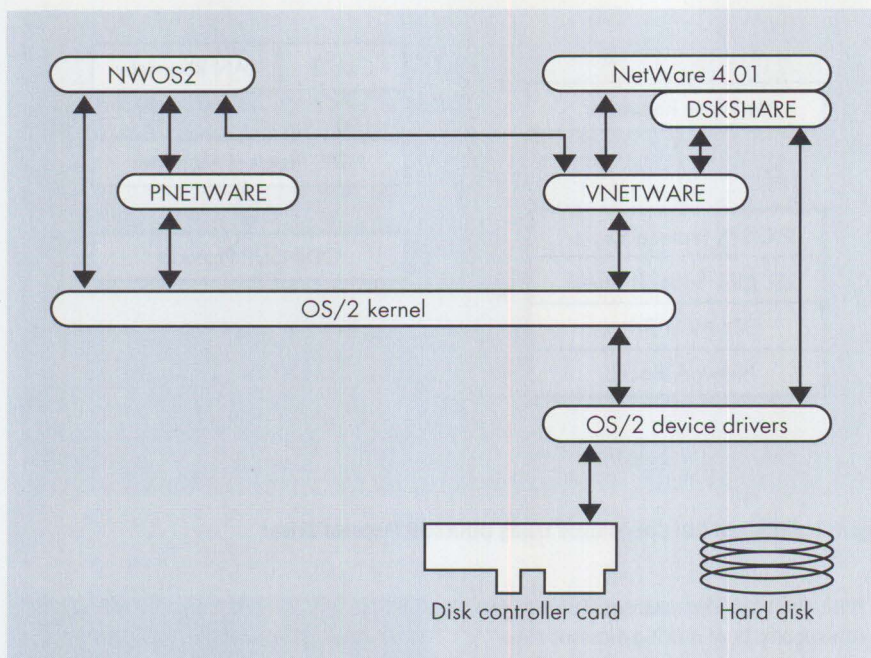 NWOS2
NetWare 4.01
DSKSHARE
PNETWARE
VNETWARE
OS/2 kernel
OS/2 device drivers
Disk controller card
Hard disk